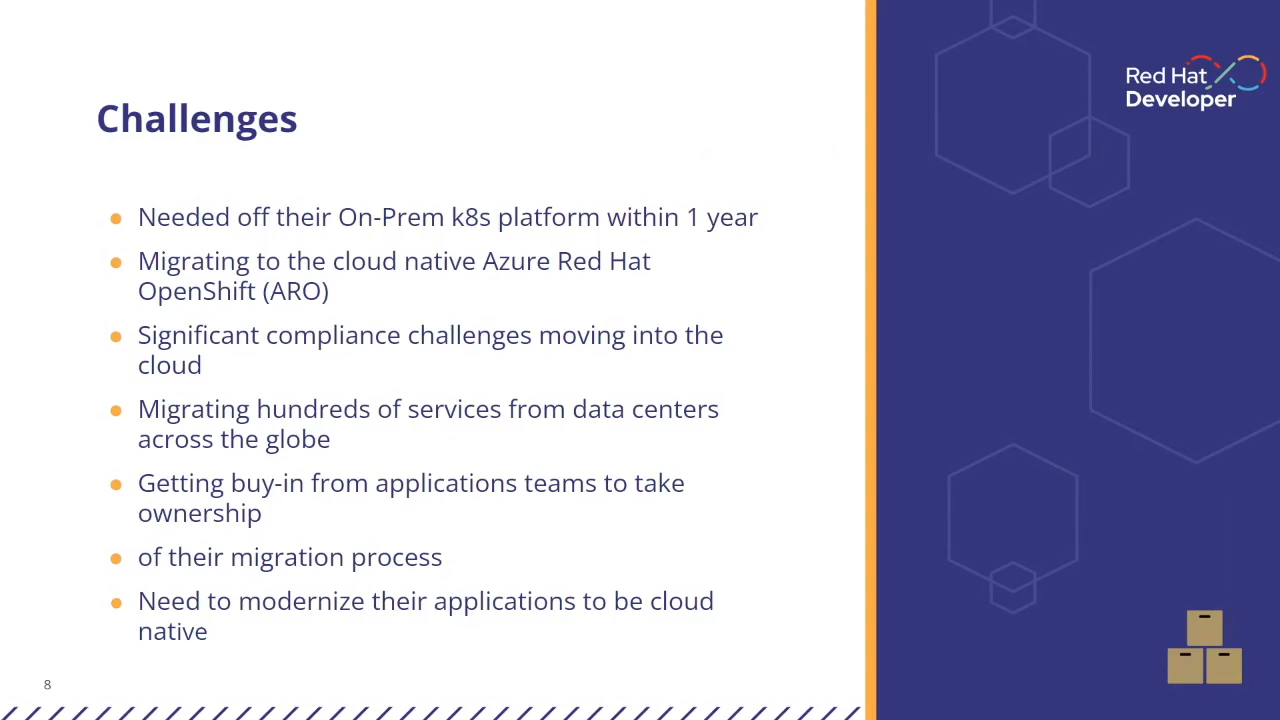 Challenges
Red Hat
Developer
● Needed off their On-Prem k8s platform within 1 year
● Migrating to the cloud native Azure Red Hat
OpenShift (ARO)
● Significant compliance challenges moving into the
cloud
● Migrating hundreds of services from data centers
across the globe
● Getting buy-in from applications teams to take
ownership
● of their migration process
● Need to modernize their applications to be cloud
native
8